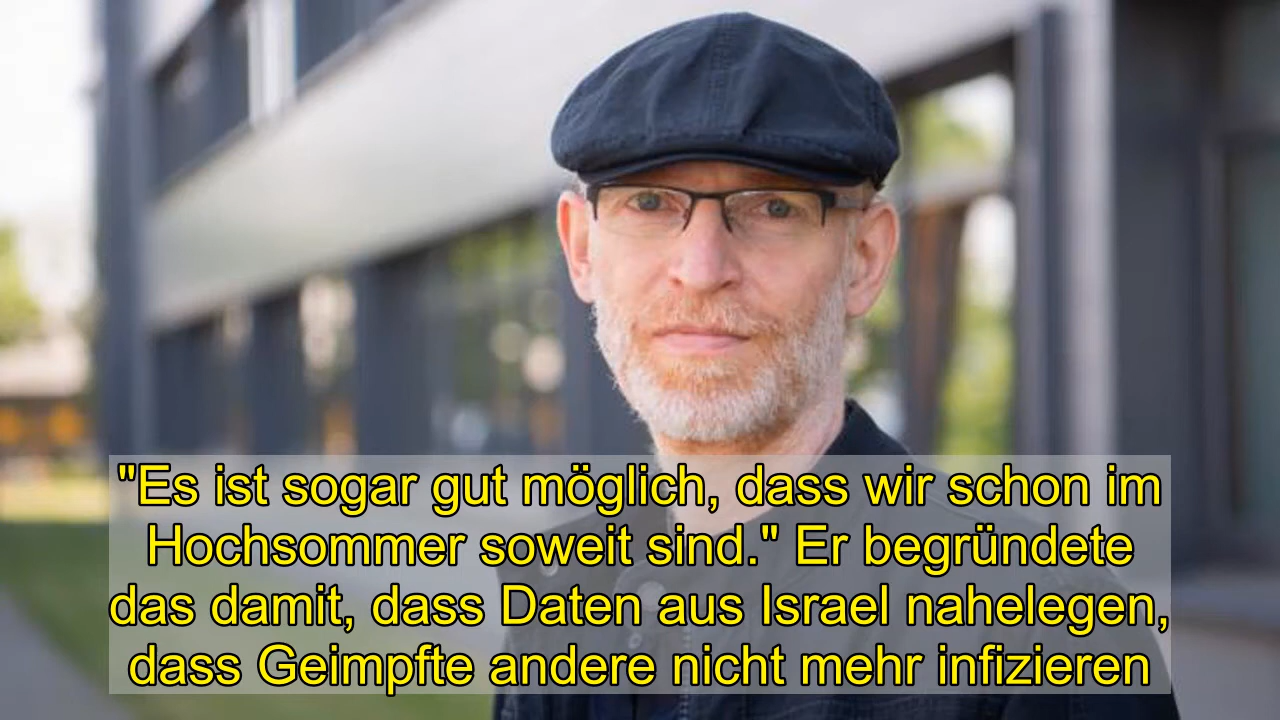 "Es ist sogar gut möglich, dass wir schon im
Hochsommer soweit sind." Er begründete
das damit, dass Daten aus Israel nahelegen,
dass Geimpfte andere nicht mehr infizieren